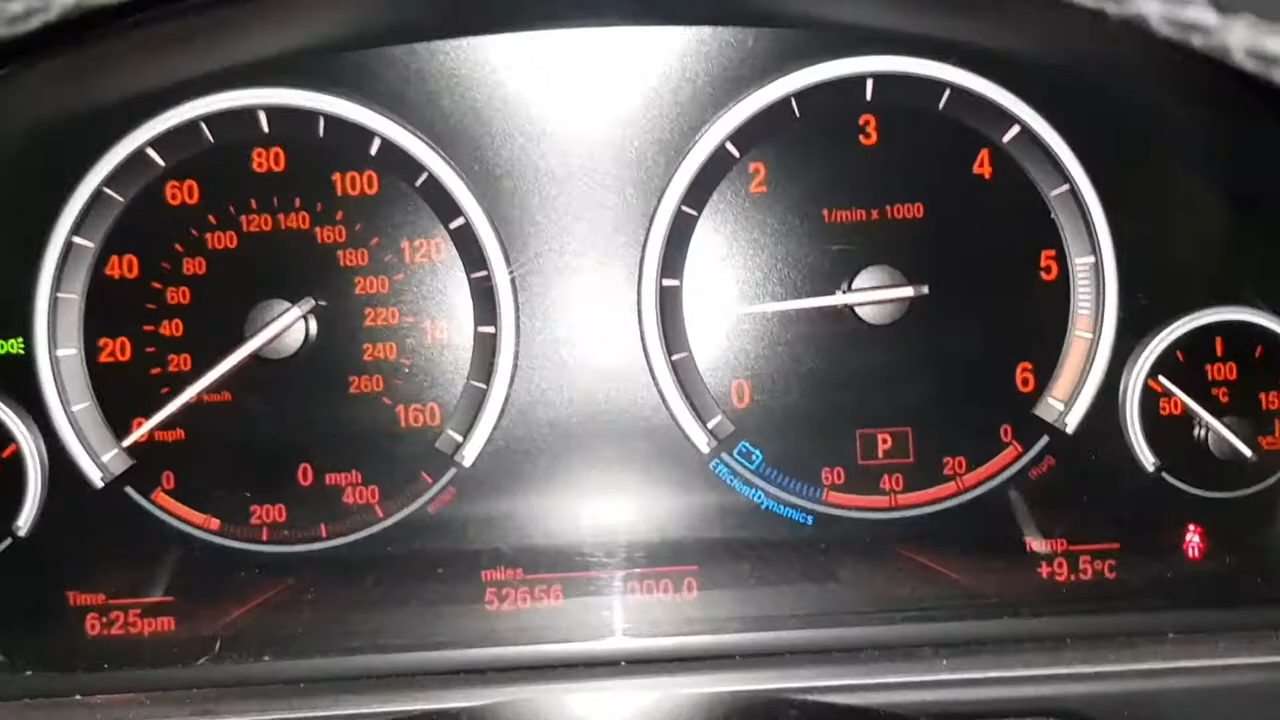 20
40
60
80
100
120
160
20
40
60
80
100
120
140
160
180
200
220
240
260
km/h
0 mph
0 mph
0
200
400
0
2
3
4
5
6
1/min x 1000
P
EfficientDynamics
60
40
20
0
mpg
50
100
°C
Time
6:25pm
miles
52656
Temp
+9.5°C